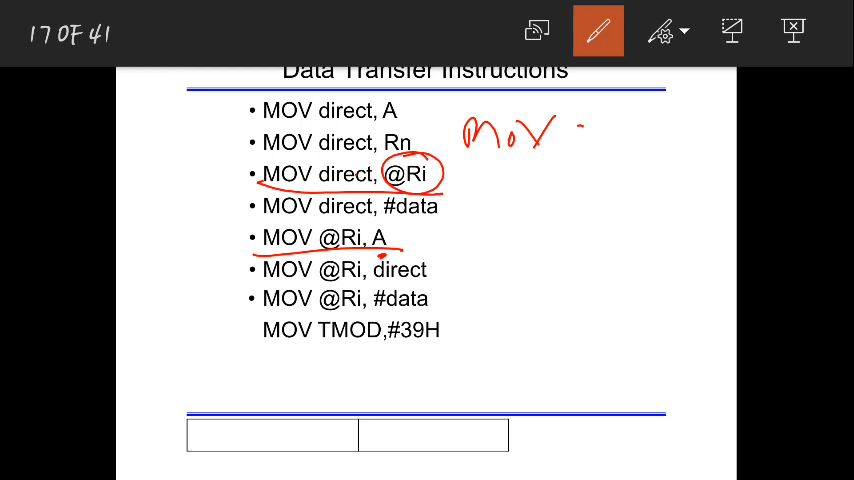 17 OF 41
Data Transfer Instructions
• MOV direct, A
• MOV direct, Rn
MOV
• MOV direct, @Ri
• MOV direct, #data
• MOV @Ri, A
• MOV @Ri, direct
• MOV @Ri, #data
MOV TMOD,#39H